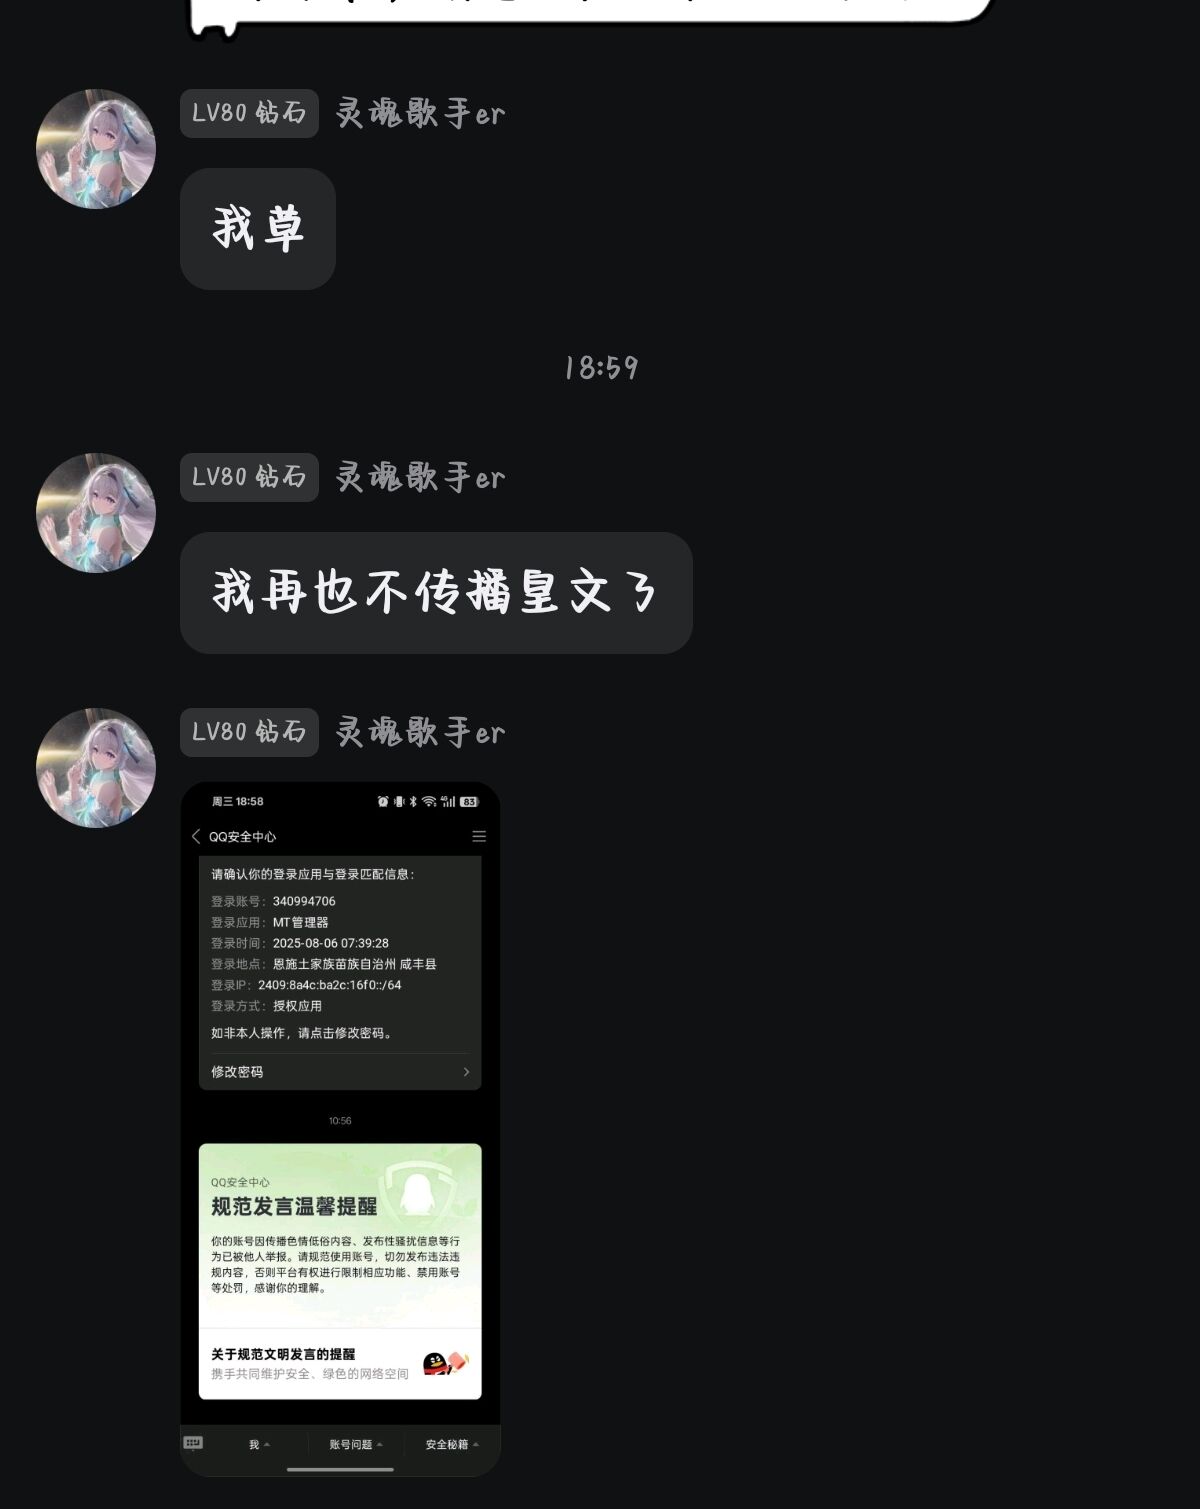 LV80 钻石 灵魂歌手er
我草
18:59
LV80 钻石 灵魂歌手er
我再也不传播皇文了
LV80 钻石 灵魂歌手er
周三 18:58
83
QQ安全中心
请确认你的登录应用与登录匹配信息：
登录账号：340994706
登录应用：MT管理器
登录时间：2025-08-06 07:39:28
登录地点：恩施土家族苗族自治州 咸丰县
登录IP：2409:8a4c:ba2c:16f0::/64
登录方式：授权应用
如非本人操作，请点击修改密码。
修改密码
10:56
QQ安全中心
规范发言温馨提醒
你的账号因传播色情低俗内容、发布性骚扰信息等行
为已被他人举报。请规范使用账号，切勿发布违法违
规内容，否则平台有权进行限制相应功能、禁用账号
等处罚，感谢你的理解。
关于规范文明发言的提醒
携手共同维护安全、绿色的网络空间
我
账号问题
安全秘籍